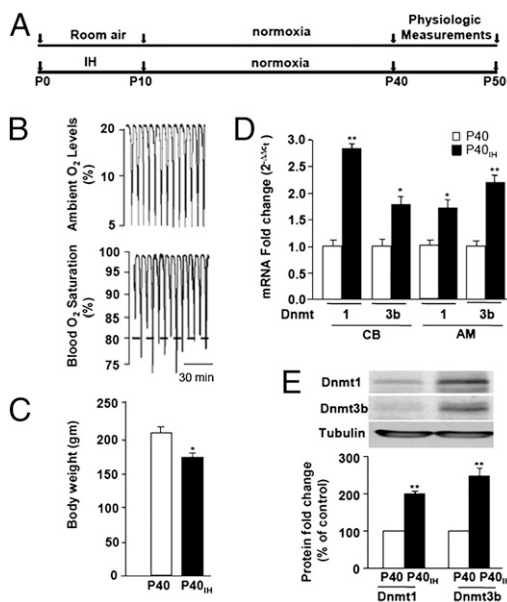 A
Room air
normoxia
Physiologic
Measurements
IH
normoxia
P0
P10
P40
P50
B
Ambient O2 Levels
(%)
20
10
5
Blood O2 Saturation
(%)
100
95
90
85
80
75
30 min
C
Body weight (gm)
250
200
150
100
50
0
*
P40
P40IH
D
mRNA Fold change (2-ΔΔCt)
3.0
2.5
2.0
1.5
1.0
0.5
0.0
P40
P40IH
**
*
*
**
Dnmt
1
3b
1
3b
CB
AM
E
Dnmt1
Dnmt3b
Tubulin
Protein fold change
(% of control)
300
200
100
0
**
**
P40 P40IH P40 P40IH
Dnmt1
Dnmt3b